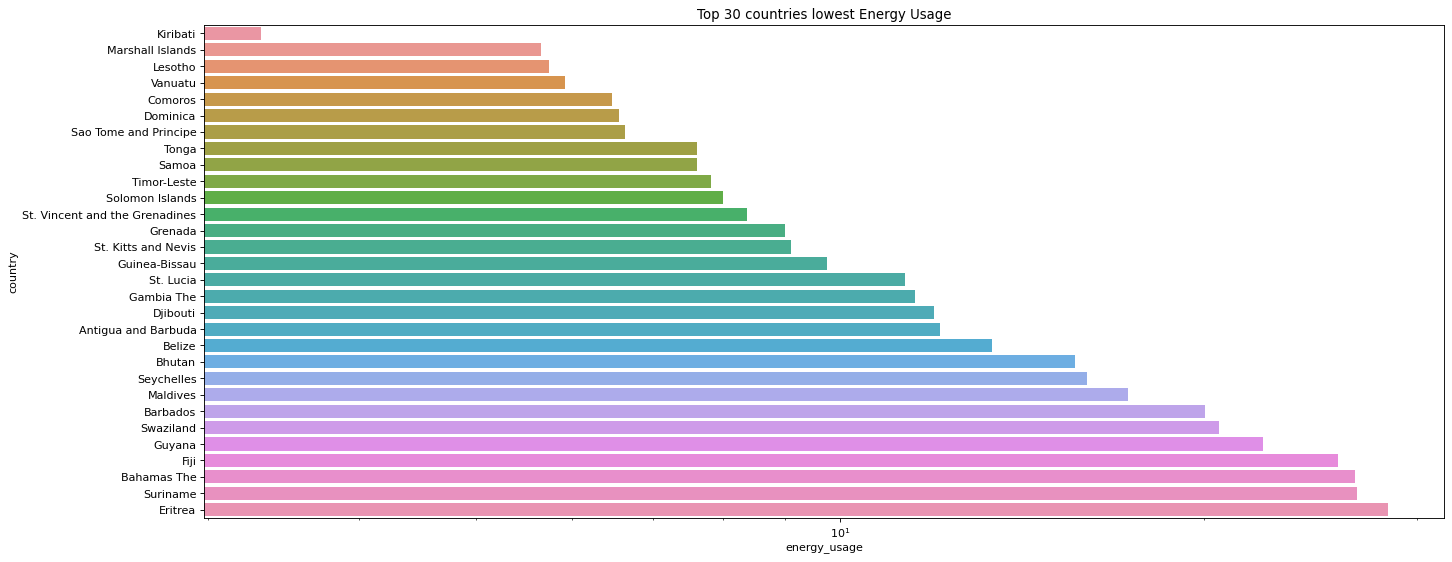 Top 30 countries lowest Energy Usage
country
Kiribati
Marshall Islands
Lesotho
Vanuatu
Comoros
Dominica
Sao Tome and Principe
Tonga
Samoa
Timor-Leste
Solomon Islands
St. Vincent and the Grenadines
Grenada
St. Kitts and Nevis
Guinea-Bissau
St. Lucia
Gambia The
Djibouti
Antigua and Barbuda
Belize
Bhutan
Seychelles
Maldives
Barbados
Swaziland
Guyana
Fiji
Bahamas The
Suriname
Eritrea
10¹
energy_usage